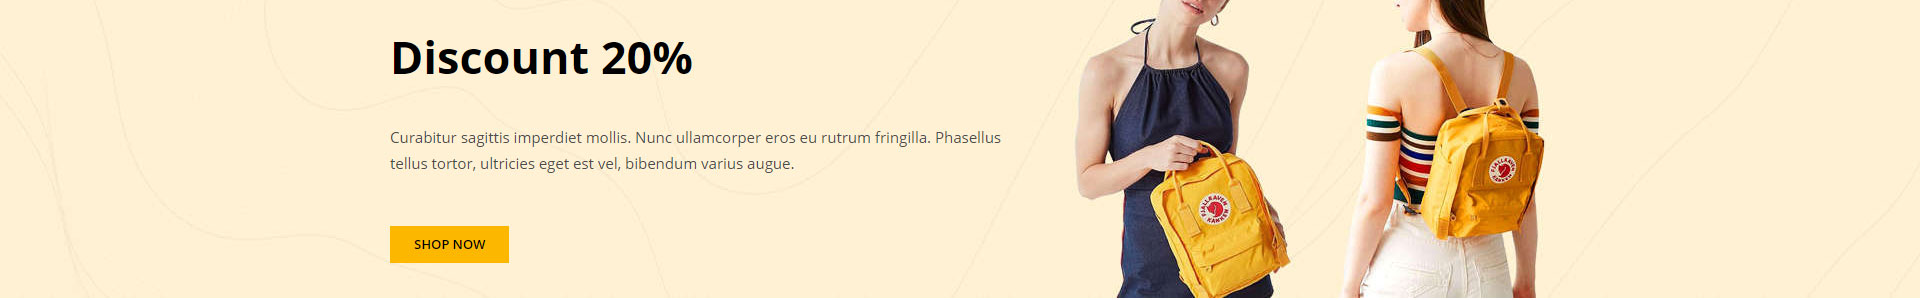 Discount 20%
Curabitur sagittis imperdiet mollis. Nunc ullamcorper eros eu rutrum fringilla. Phasellus
tellus tortor, ultricies eget est vel, bibendum varius augue.
SHOP NOW
FJÄLLRÄVEN
KÅNKEN
FJÄLLRÄVEN
KÅNKEN